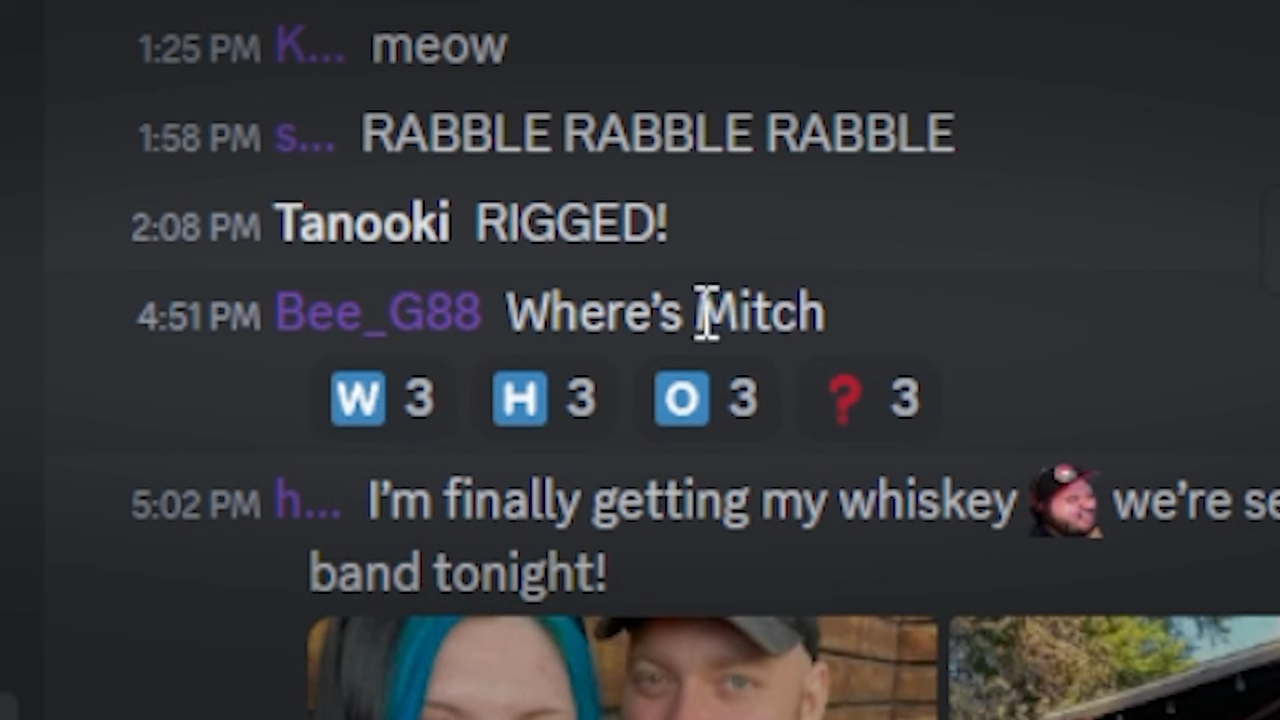 1:25 PM K... meow
1:58 PM s... RABBLE RABBLE RABBLE
2:08 PM Tanooki RIGGED!
4:51 PM Bee_G88 Where's Mitch
W 3 H 3 O 3 ❓ 3
5:02 PM h... I'm finally getting my whiskey we're se
band tonight!